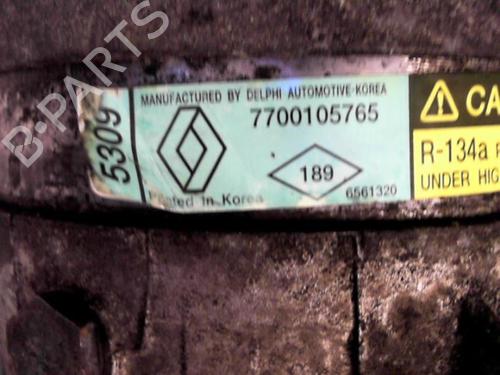 B-PARTS
5309
MANUFACTURED BY DELPHI AUTOMOTIVE-KOREA
7700105765
189
6561320
Printed In Korea
CA
R-134a
UNDER HIG